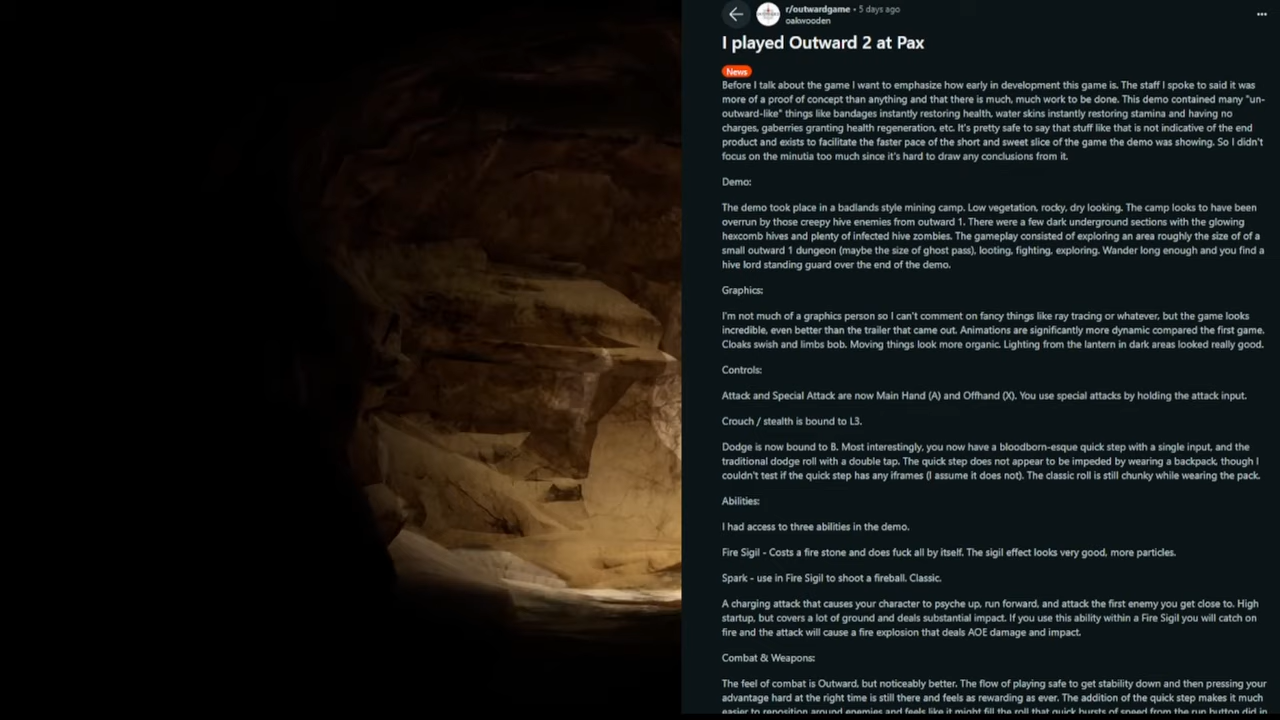 r/outwardgame • 5 days ago
oakwooden
I played Outward 2 at Pax
News
Before I talk about the game I want to emphasize how early in development this game is. The staff I spoke to said it was
more of a proof of concept than anything and that there is much, much work to be done. This demo contained many "un-
outward-like" things like bandages instantly restoring health, water skins instantly restoring stamina and having no
charges, gaberries granting health regeneration, etc. It's pretty safe to say that stuff like that is not indicative of the end
product and exists to facilitate the faster pace of the short and sweet slice of the game the demo was showing. So I didn't
focus on the minutia too much since it's hard to draw any conclusions from it.
Demo:
The demo took place in a badlands style mining camp. Low vegetation, rocky, dry looking. The camp looks to have been
overrun by those creepy hive enemies from outward 1. There were a few dark underground sections with the glowing
hexcomb hives and plenty of infected hive zombies. The gameplay consisted of exploring an area roughly the size of of a
small outward 1 dungeon (maybe the size of ghost pass), looting, fighting, exploring. Wander long enough and you find a
hive lord standing guard over the end of the demo.
Graphics:
I'm not much of a graphics person so I can't comment on fancy things like ray tracing or whatever, but the game looks
incredible, even better than the trailer that came out. Animations are significantly more dynamic compared the first game.
Cloaks swish and limbs bob. Moving things look more organic. Lighting from the lantern in dark areas looked really good.
Controls:
Attack and Special Attack are now Main Hand (A) and Offhand (X). You use special attacks by holding the attack input.
Crouch / stealth is bound to L3.
Dodge is now bound to B. Most interestingly, you now have a bloodborn-esque quick step with a single input, and the
traditional dodge roll with a double tap. The quick step does not appear to be impeded by wearing a backpack, though I
couldn't test if the quick step has any iframes (I assume it does not). The classic roll is still chunky while wearing the pack.
Abilities:
I had access to three abilities in the demo.
Fire Sigil - Costs a fire stone and does fuck all by itself. The sigil effect looks very good, more particles.
Spark - use in Fire Sigil to shoot a fireball. Classic.
A charging attack that causes your character to psyche up, run forward, and attack the first enemy you get close to. High
startup, but covers a lot of ground and deals substantial impact. If you use this ability within a Fire Sigil you will catch on
fire and the attack will cause a fire explosion that deals AOE damage and impact.
Combat & Weapons:
The feel of combat is Outward, but noticeably better. The flow of playing safe to get stability down and then pressing your
advantage hard at the right time is still there and feels as rewarding as ever. The addition of the quick step makes it much
easier to reposition around enemies and feels like it might fill the roll that quick bursts of speed from the run button did in